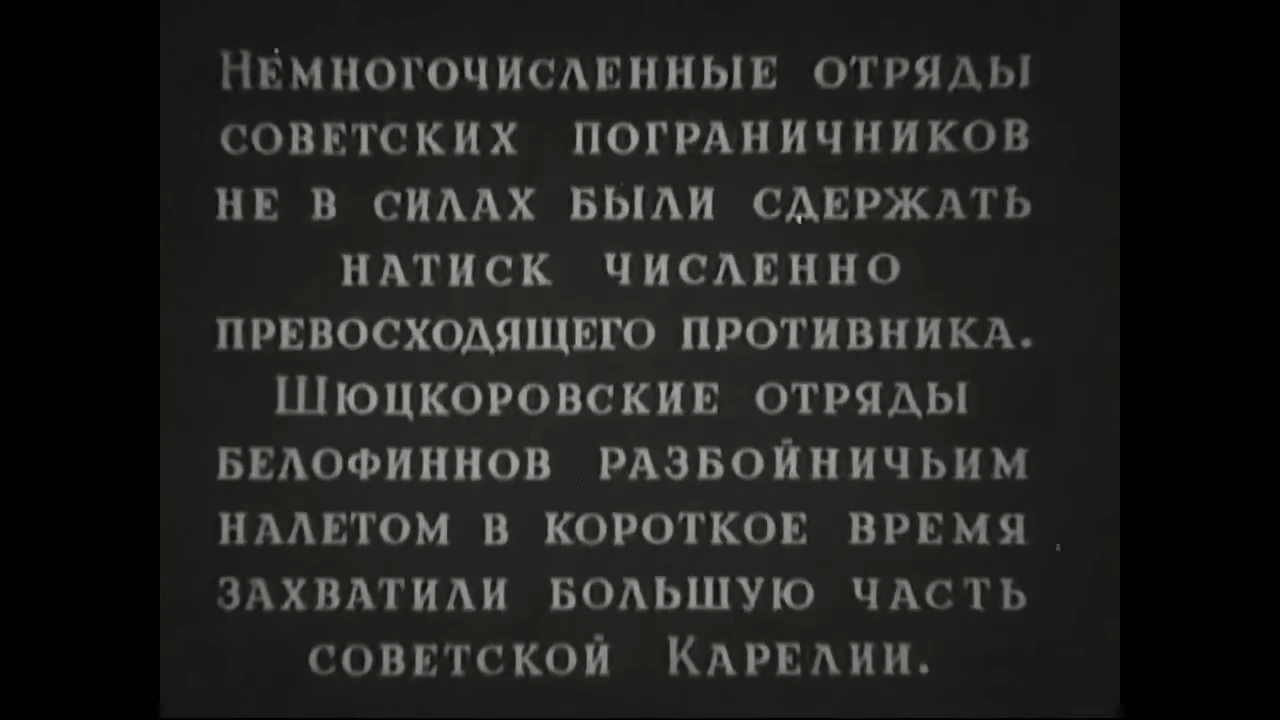 Немногочисленные отряды
советских пограничников
не в силах были сдержать
натиск численно
превосходящего противника.
Шюцкоровские отряды
белофиннов разбойничьим
налетом в короткое время
захватили большую часть
советской Карелии.